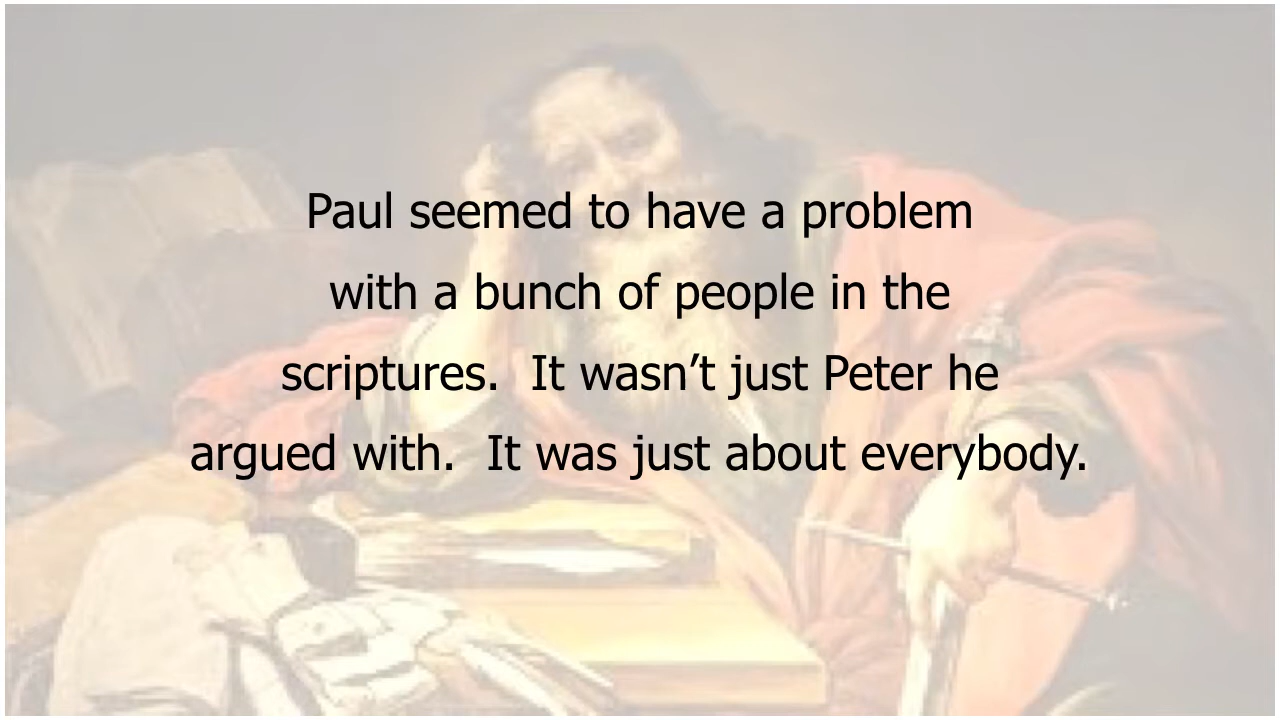 Paul seemed to have a problem
with a bunch of people in the
scriptures.  It wasn’t just Peter he
argued with.  It was just about everybody.